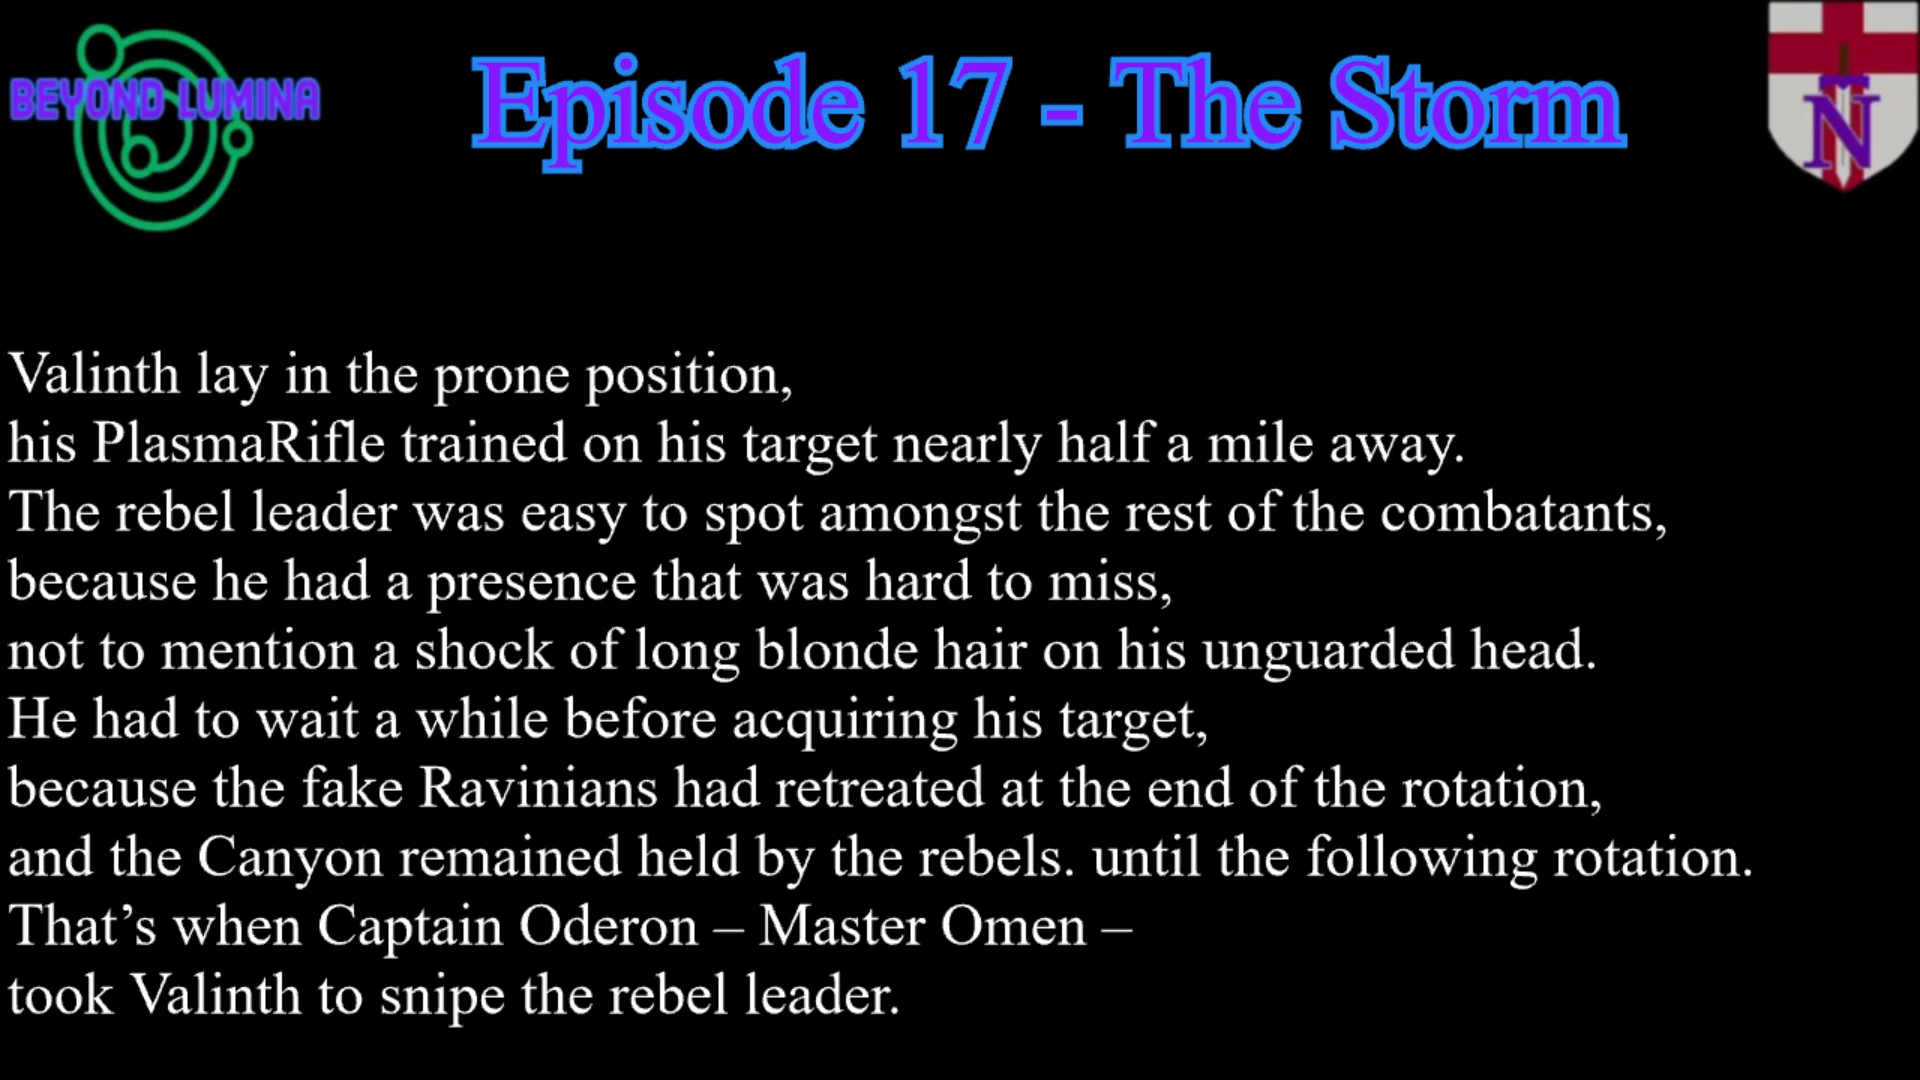 BEYOND LUMINA
Episode 17 - The Storm
N
Valinth lay in the prone position,
his PlasmaRifle trained on his target nearly half a mile away.
The rebel leader was easy to spot amongst the rest of the combatants,
because he had a presence that was hard to miss,
not to mention a shock of long blonde hair on his unguarded head.
He had to wait a while before acquiring his target,
because the fake Ravinians had retreated at the end of the rotation,
and the Canyon remained held by the rebels. until the following rotation.
That’s when Captain Oderon – Master Omen –
took Valinth to snipe the rebel leader.